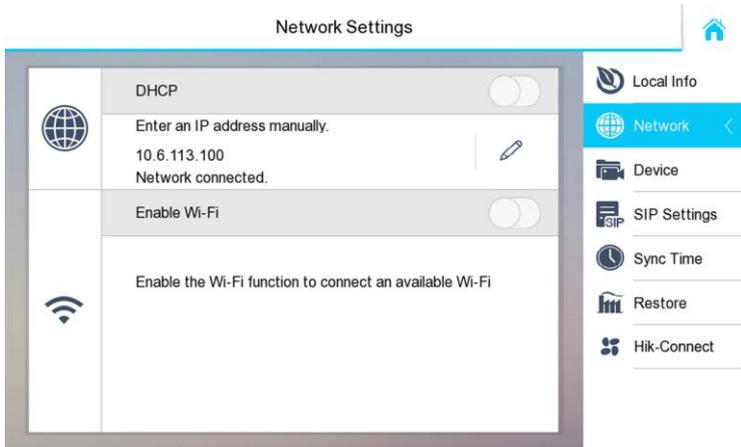 Network Settings
DHCP
Enter an IP address manually.
10.6.113.100
Network connected.
Enable Wi-Fi
Enable the Wi-Fi function to connect an available Wi-Fi
Local Info
Network
Device
SIP
SIP Settings
Sync Time
Restore
Hik-Connect